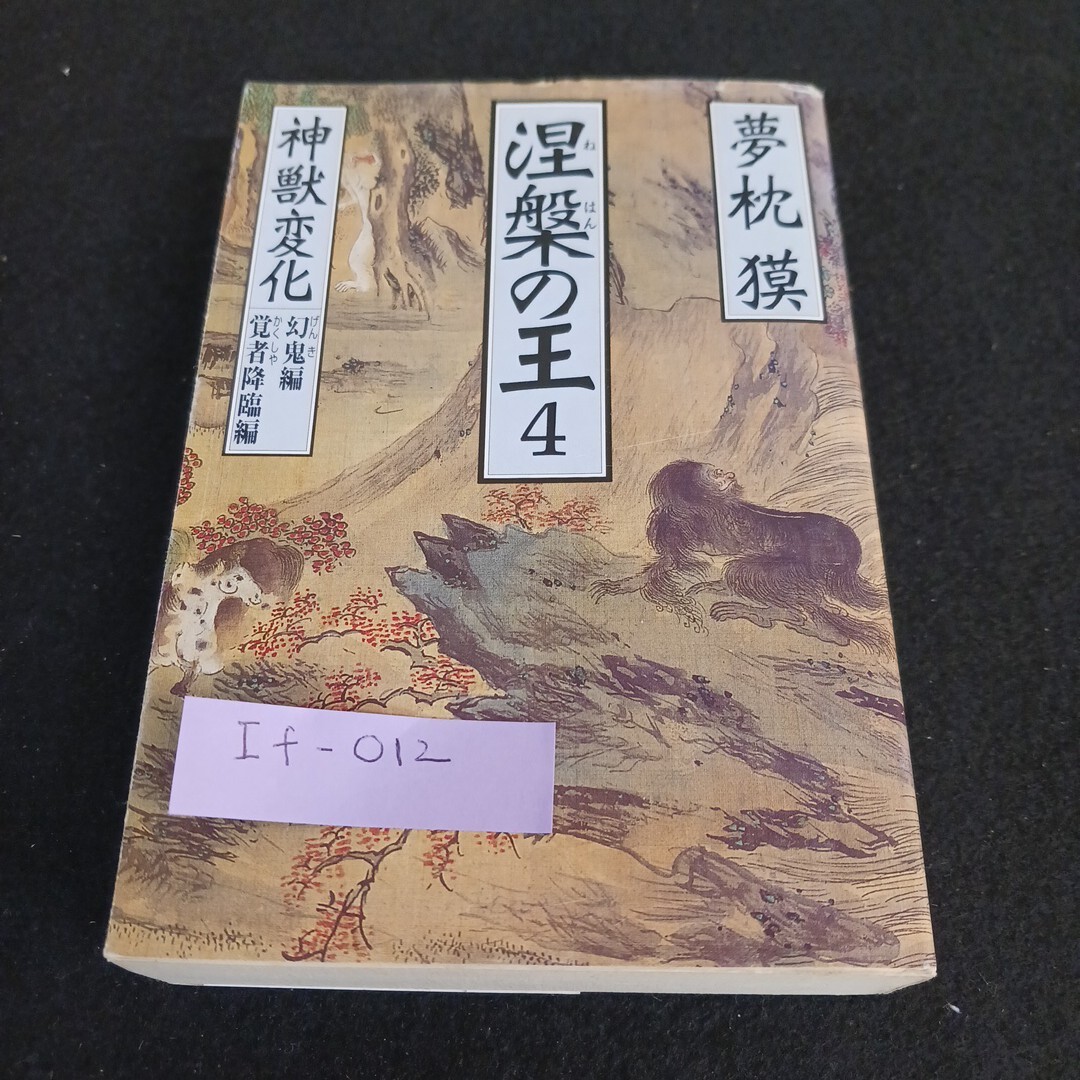 夢枕 獏
涅槃の王4
ね
はん
神獣変化
幻鬼編
げんき
覚者降臨編
かくしゃ
If-012